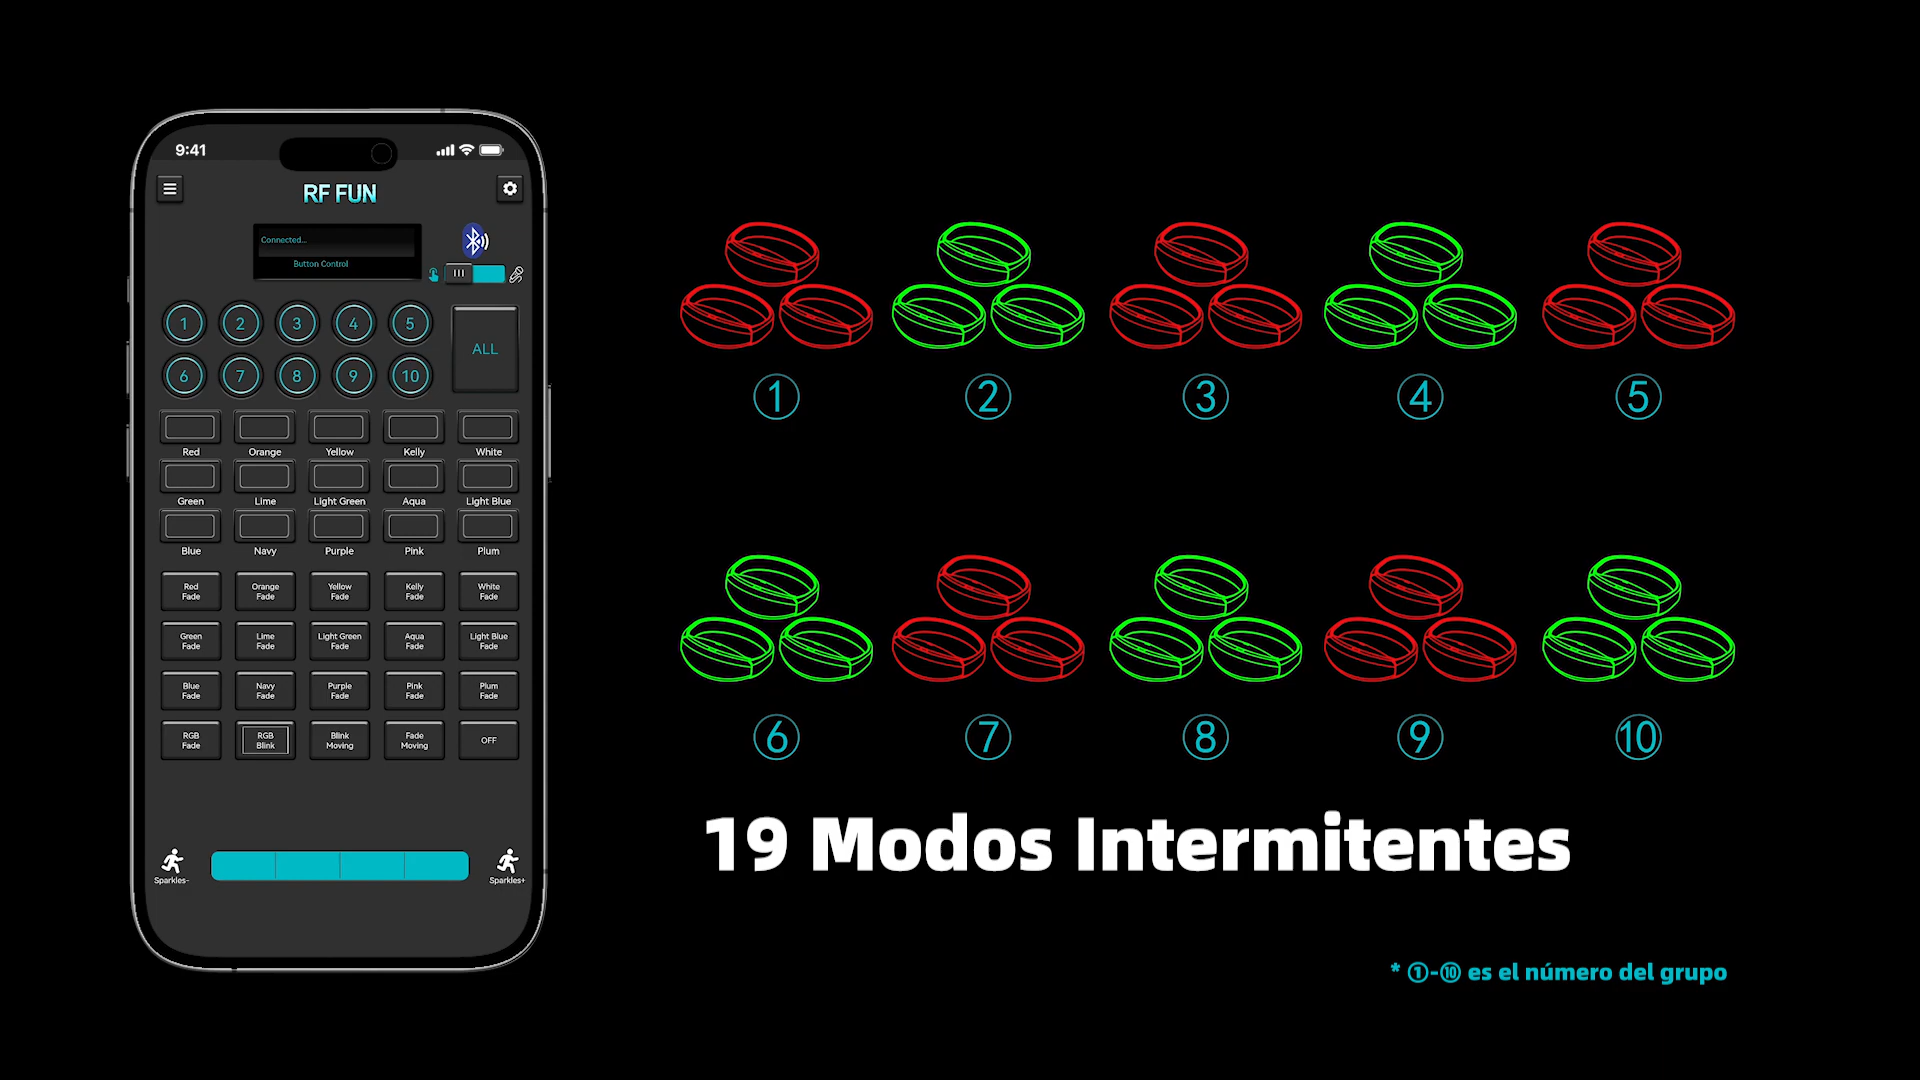 9:41
RF FUN
Connected...
Button Control
1 2 3 4 5
ALL
6 7 8 9 10
Red Orange Yellow Kelly White
Green Lime Light Green Aqua Light Blue
Blue Navy Purple Pink Plum
Red Fade Orange Fade Yellow Fade Kelly Fade White Fade
Green Fade Lime Fade Light Green Fade Aqua Fade Light Blue Fade
Blue Fade Navy Fade Purple Fade Pink Fade Plum Fade
RGB Fade RGB Blink Blink Moving Fade Moving OFF
Sparkles- Sparkles+
① ② ③ ④ ⑤
⑥ ⑦ ⑧ ⑨ ⑩
19 Modos Intermitentes
* ①-⑩ es el número del grupo